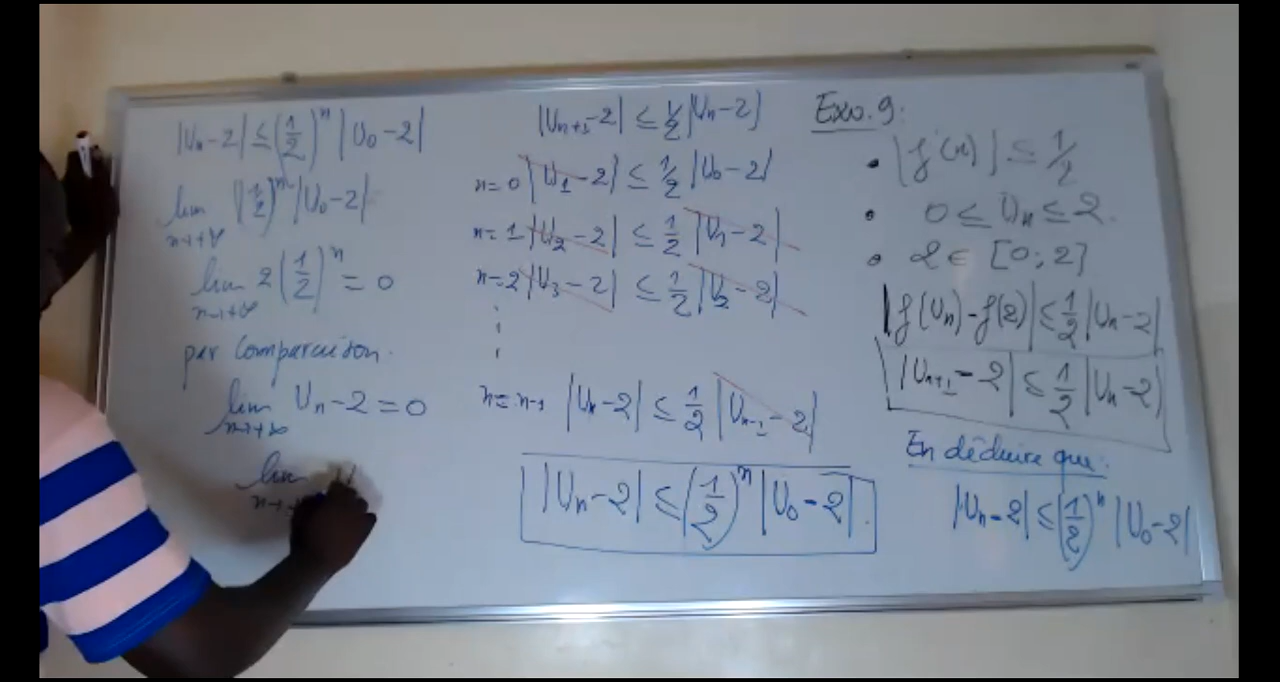 |Un-2| ≤ (1/2)^n |U0-2|
lim n→+∞ (1/2)^n |U0-2|
lim n→+∞ 2(1/2)^n = 0
par comparaison.
lim n→+∞ Un-2 = 0
lim
|Un+1-2| ≤ 1/2 |Un-2|
n=0 |U1-2| ≤ 1/2 |U0-2|
n=1 |U2-2| ≤ 1/2 |U1-2|
n=2 |U3-2| ≤ 1/2 |U2-2|
⋮
n=n-1 |Un-2| ≤ 1/2 |Un-1-2|
|Un-2| ≤ (1/2)^n |U0-2|.
Exo.9:
• |f'(x)| ≤ 1/2
• 0 ≤ Un ≤ 2.
• 2 ∈ [0;2]
|f(Un)-f(2)| ≤ 1/2 |Un-2|
|Un+1-2| ≤ 1/2 |Un-2|
En déduire que:
|Un-2| ≤ (1/2)^n |U0-2|